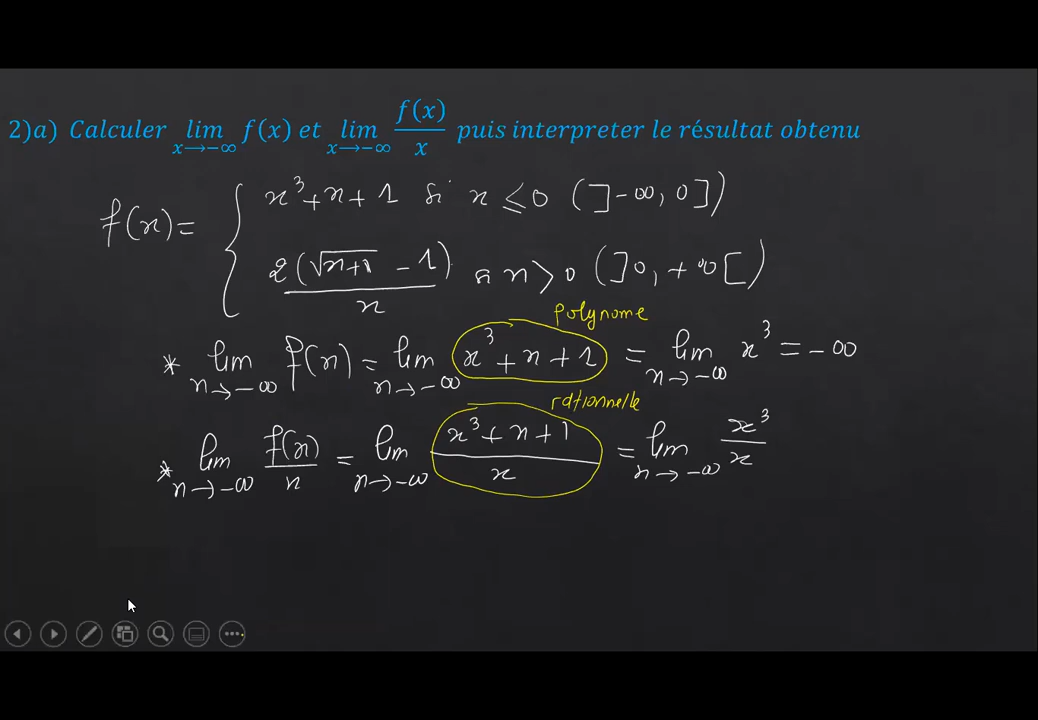 2)a) Calculer lim x→−∞ f(x) et lim x→−∞ f(x)/x puis interpreter le résultat obtenu
f(x) = { x³+x+1 si x ≤ 0 (]-∞, 0])
2(√x+1 - 1)/x si x > 0 (]0, +∞[)
polynome
* lim x→-∞ f(x) = lim x→-∞ x³+x+1 = lim x→-∞ x³ = -∞
rationnelle
* lim x→-∞ f(x)/x = lim x→-∞ x³+x+1/x = lim x→-∞ x³/x